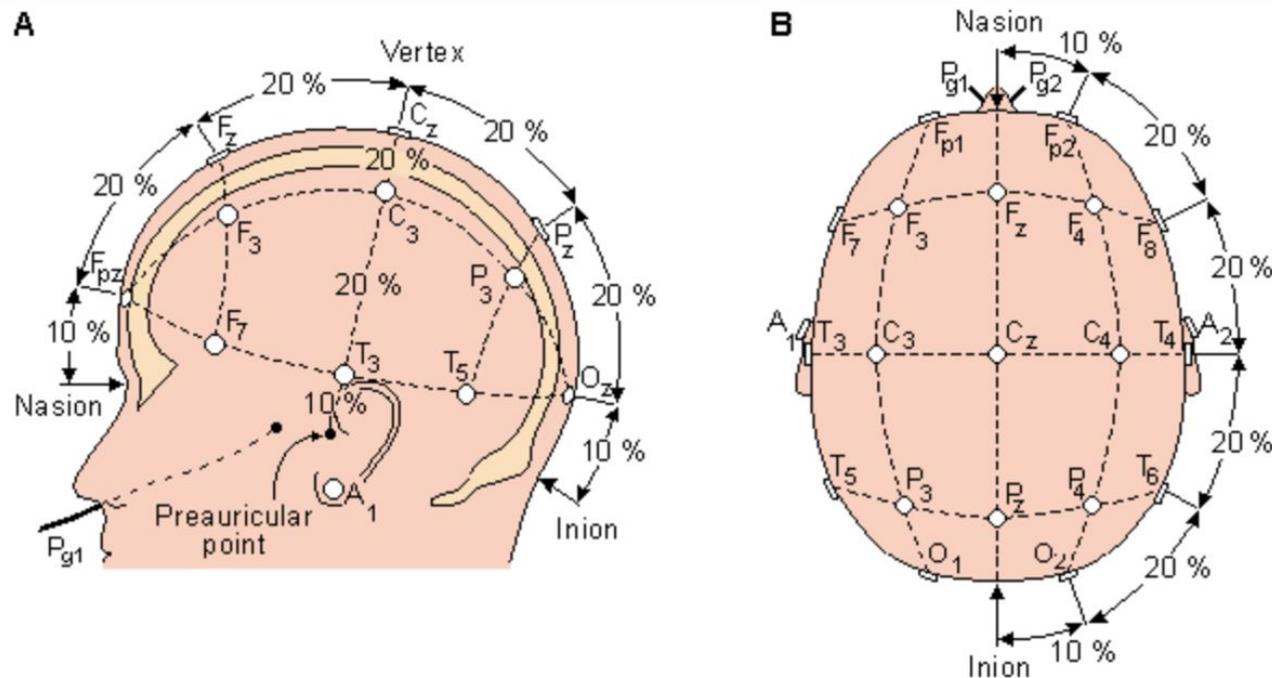 A
Vertex
20 %
20 %
Fz
Cz
20 %
20 %
20 %
F3
C3
Pz
Fpz
P3
20 %
20 %
10 %
F7
T3
T5
Oz
Nasion
10 %
10 %
A1
Preauricular
point
Inion
Pg1
B
Nasion
10 %
Pg1
Pg2
Fp1
Fp2
20 %
F7
F3
Fz
F4
F8
20 %
A1
T3
C3
Cz
C4
T4
A2
20 %
T5
P3
Pz
P4
T6
O1
O2
20 %
10 %
Inion